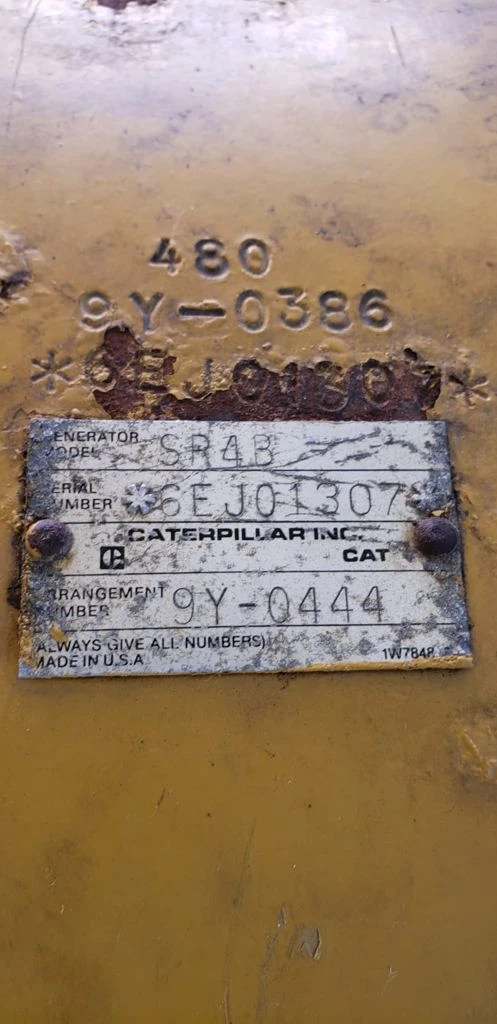 480
9Y-0386
*6EJ01307*
GENERATOR
MODEL SR4B
SERIAL
NUMBER *6EJ01307*
CATERPILLAR INC.
C CAT
ARRANGEMENT
NUMBER 9Y-0444
(ALWAYS GIVE ALL NUMBERS)
MADE IN U.S.A 1W7848